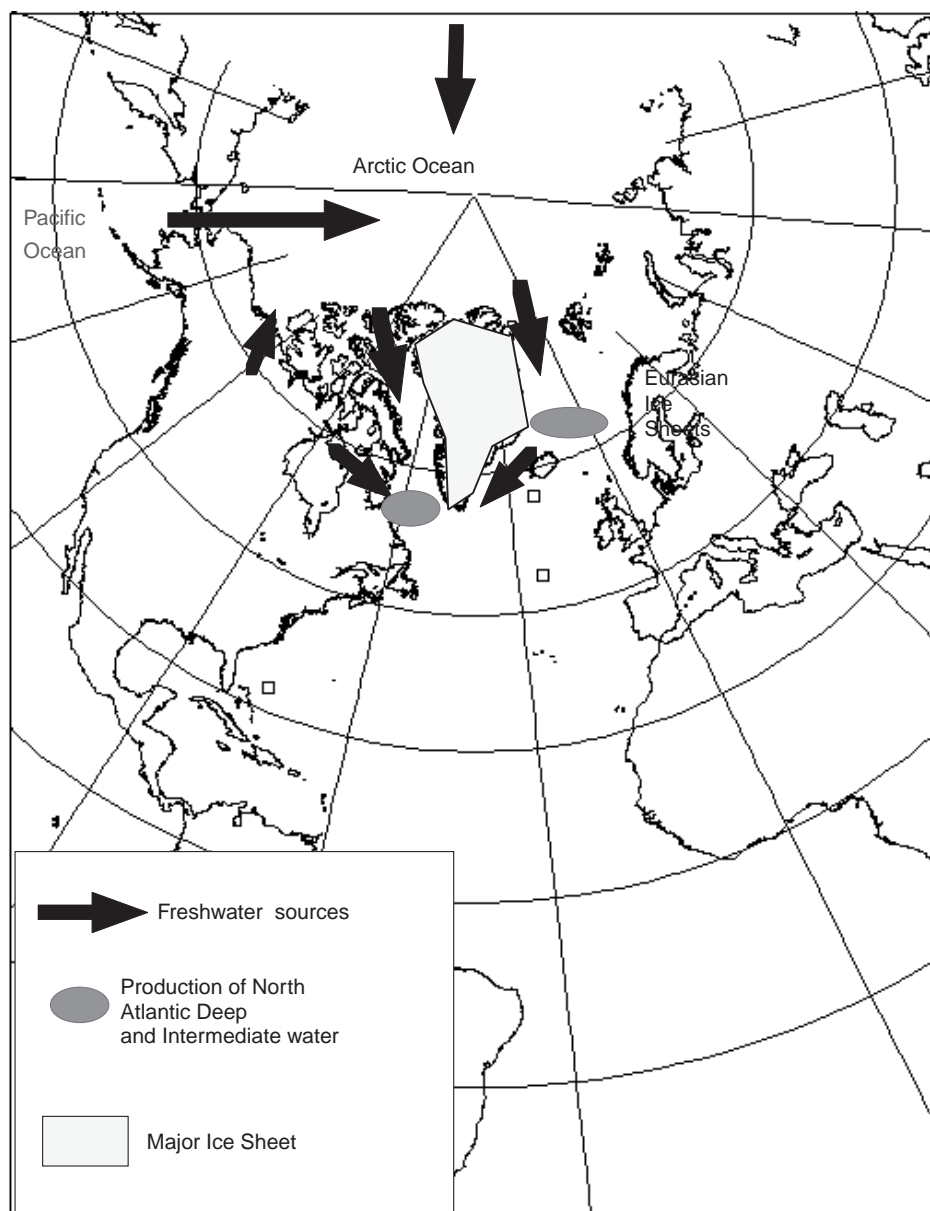 Arctic Ocean
Pacific
Ocean
Eurasian
Ice
Sheets
Freshwater sources
Production of North
Atlantic Deep
and Intermediate water
Major Ice Sheet